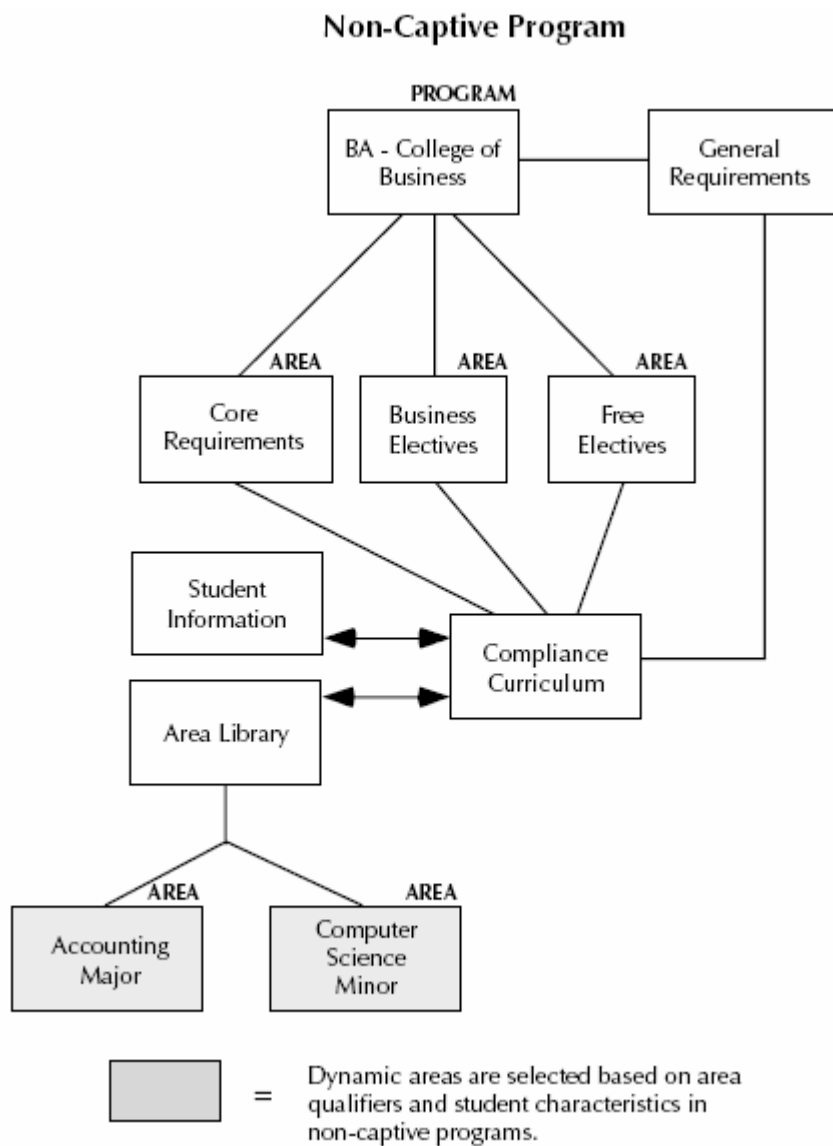 Non-Captive Program
PROGRAM
BA - College of
Business
General
Requirements
AREA
AREA
AREA
Core
Requirements
Business
Electives
Free
Electives
Student
Information
Compliance
Curriculum
Area Library
AREA
AREA
Accounting
Major
Computer
Science
Minor
= Dynamic areas are selected based on area
qualifiers and student characteristics in
non-captive programs.